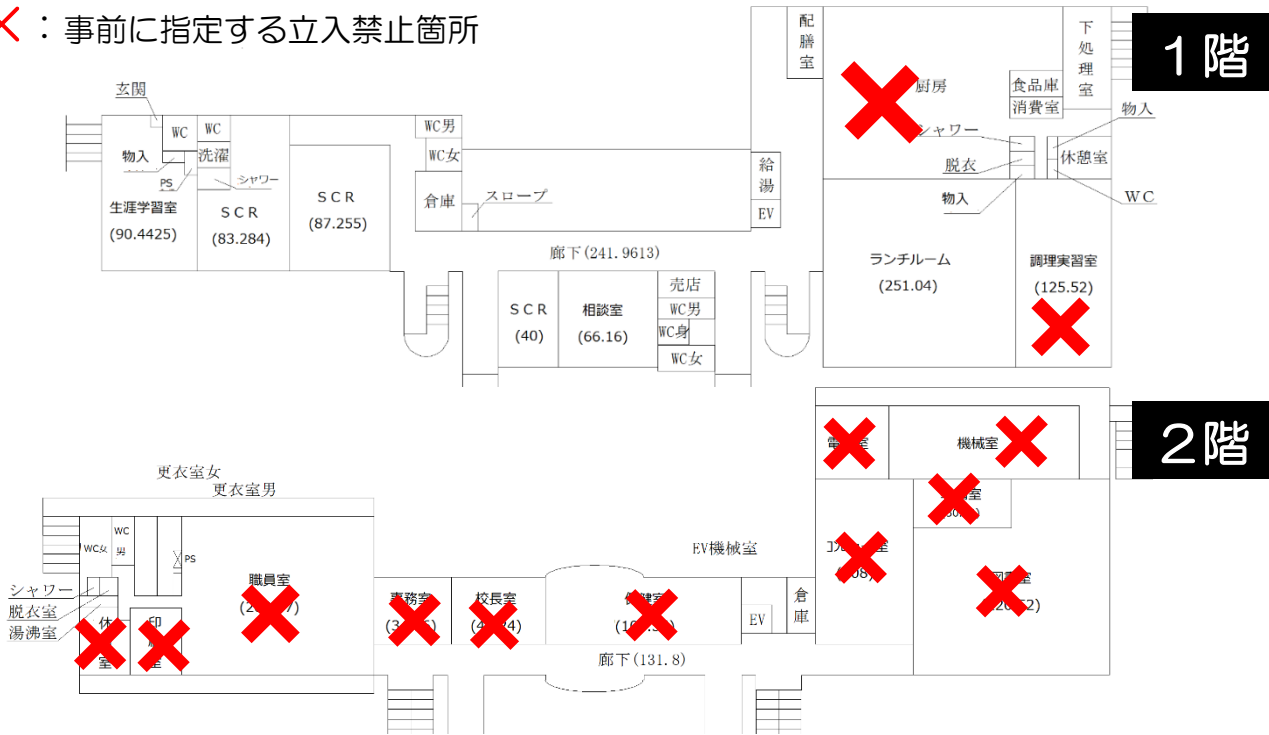 ：事前に指定する立入禁止箇所
1階
配膳室
下処理室
厨房
食品庫
消費室
物入
シャワー
脱衣
休憩室
物入
WC
玄関
WC
WC
物入
洗濯
PS
シャワー
生涯学習室
(90.4425)
SCR
(83.284)
SCR
(87.255)
WC男
WC女
倉庫
スロープ
給湯
EV
廊下(241.9613)
ランチルーム
(251.04)
調理実習室
(125.52)
SCR
(40)
相談室
(66.16)
売店
WC男
WC身
WC女
2階
機械室
更衣室女
更衣室男
WC女
WC男
PS
シャワー
脱衣室
湯沸室
職員室
事務室
校長室
EV機械室
EV
倉庫
廊下(131.8)